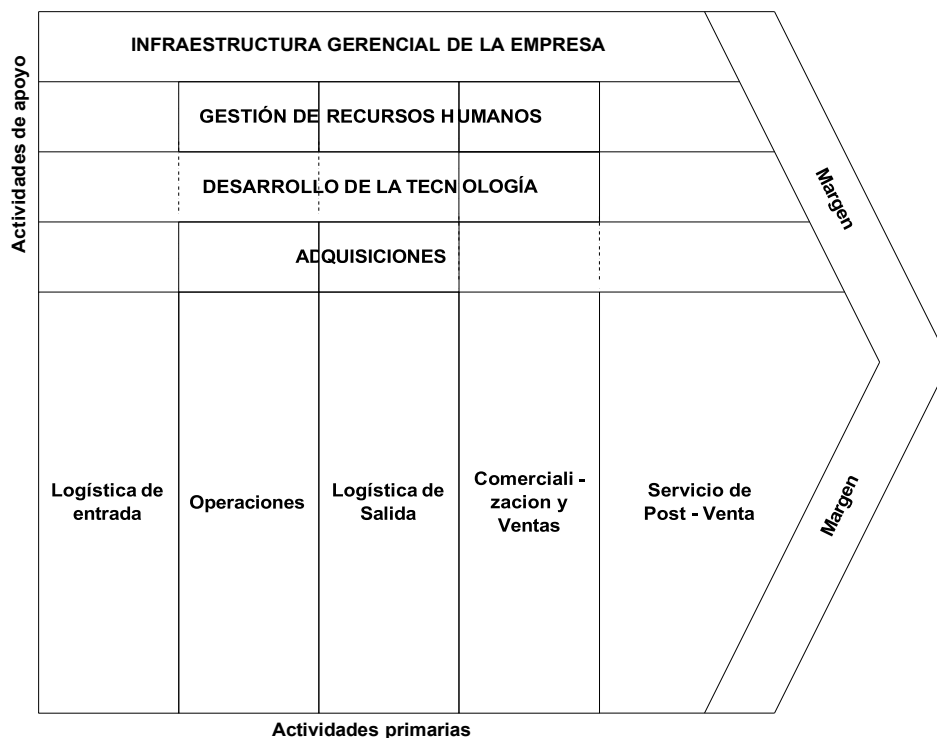 Actividades de apoyo
INFRAESTRUCTURA GERENCIAL DE LA EMPRESA
GESTIÓN DE RECURSOS HUMANOS
DESARROLLO DE LA TECNOLOGÍA
ADQUISICIONES
Margen
Logística de
entrada
Operaciones
Logística de
Salida
Comerciali -
zacion y
Ventas
Servicio de
Post - Venta
Margen
Actividades primarias